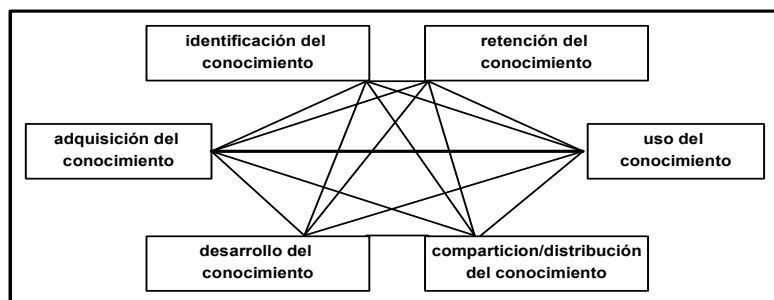 identificación del
conocimiento
retención del
conocimiento
adquisición del
conocimiento
uso del
conocimiento
desarrollo del
conocimiento
comparticion/distribución
del conocimiento